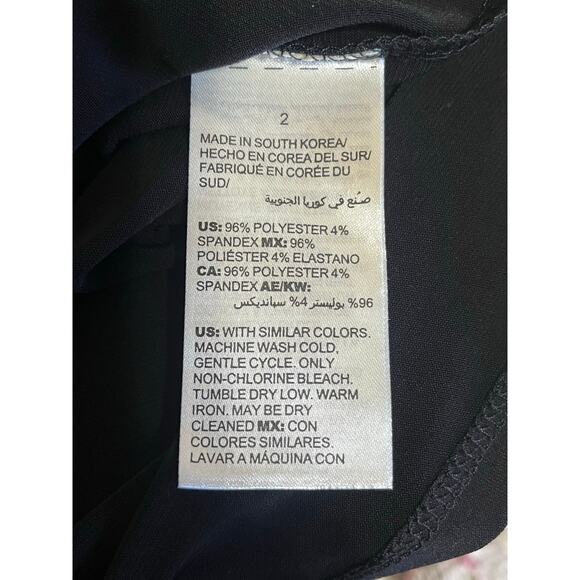 2
MADE IN SOUTH KOREA/
HECHO EN COREA DEL SUR/
FABRIQUÉ EN CORÉE DU
SUD/
صُنع في كوريا الجنوبية
US: 96% POLYESTER 4%
SPANDEX MX: 96%
POLIÉSTER 4% ELASTANO
CA: 96% POLYESTER 4%
SPANDEX AE/KW:
96% بوليستر 4% سباندیكس
US: WITH SIMILAR COLORS.
MACHINE WASH COLD,
GENTLE CYCLE. ONLY
NON-CHLORINE BLEACH.
TUMBLE DRY LOW. WARM
IRON. MAY BE DRY
CLEANED MX: CON
COLORES SIMILARES.
LAVAR A MÁQUINA CON